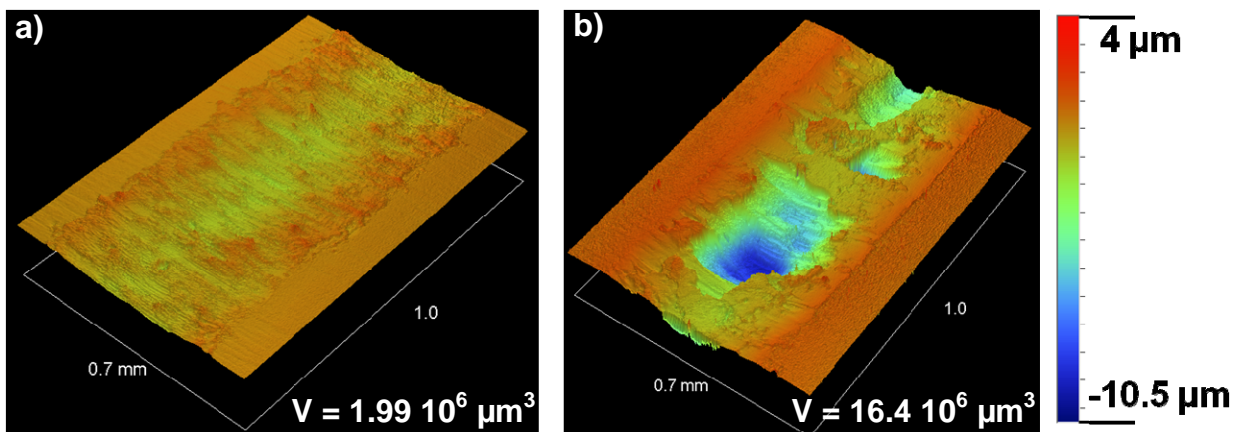 a)
0.7 mm
1.0
V = 1.99 10⁶ µm³
b)
0.7 mm
1.0
V = 16.4 10⁶ µm³
4 µm
-10.5 µm